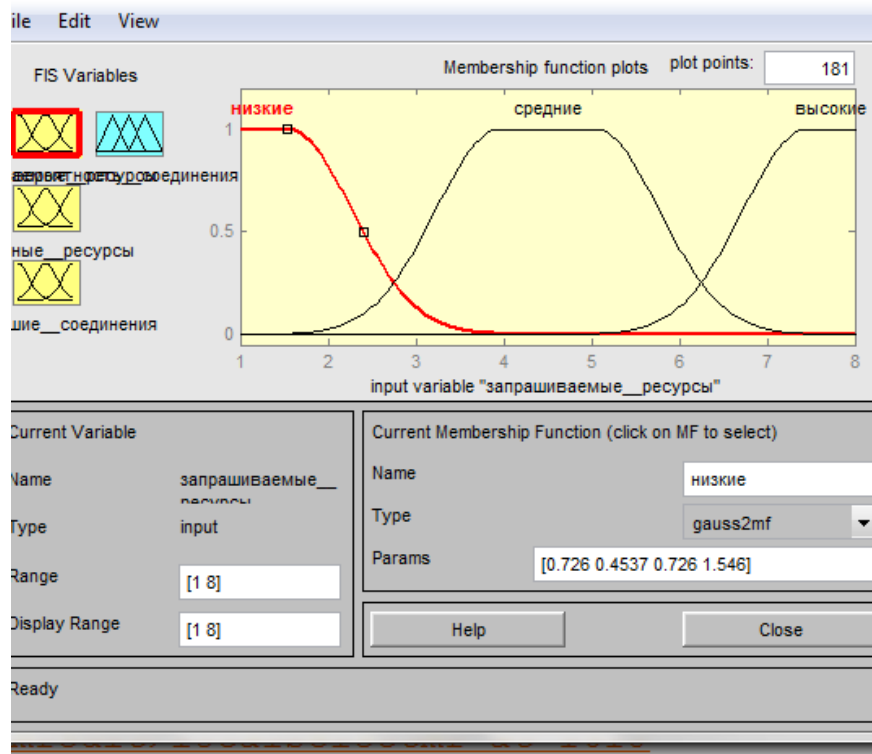 ile Edit View
FIS Variables
Membership function plots plot points: 181
низкие средние высокие
1
соединения
0.5
ные__ресурсы
0
шие__соединения
1 2 3 4 5 6 7 8
input variable "запрашиваемые__ресурсы"
Current Variable
Current Membership Function (click on MF to select)
Name запрашиваемые__
ресурсы
Name низкие
Type input
Type gauss2mf
Params [0.726 0.4537 0.726 1.546]
Range [1 8]
Display Range [1 8]
Help Close
Ready